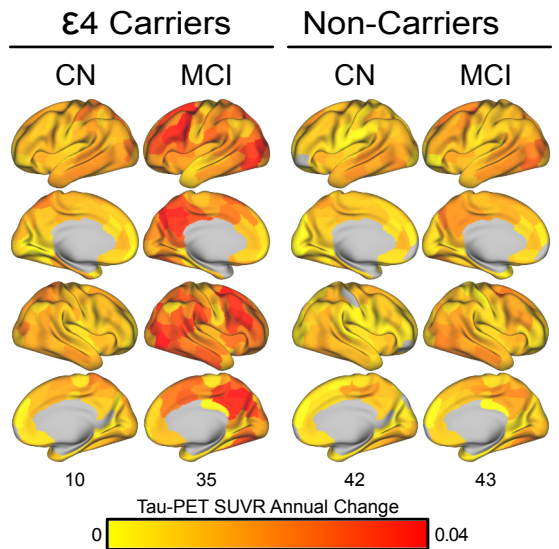 ε4 Carriers Non-Carriers
CN MCI CN MCI
10 35 42 43
Tau-PET SUVR Annual Change
0 0.04